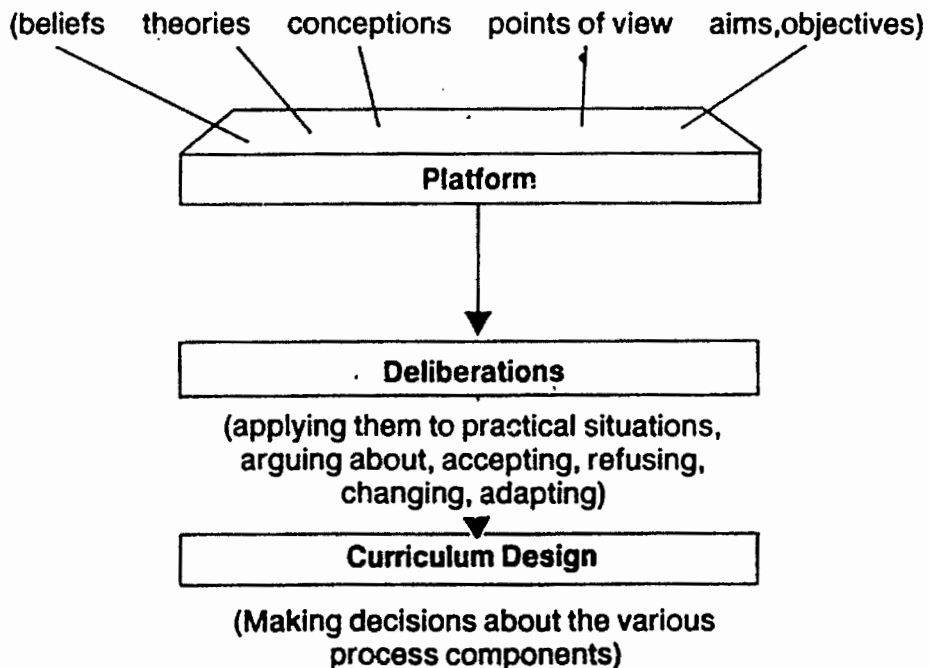 (beliefs theories conceptions points of view aims,objectives)
Platform
Deliberations
(applying them to practical situations,
arguing about, accepting, refusing,
changing, adapting)
Curriculum Design
(Making decisions about the various
process components)